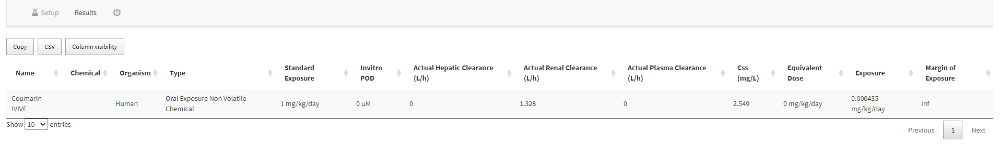 Setup Results
Copy CSV Column visibility
Name Chemical Organism Type Standard Exposure Invitro POD Actual Hepatic Clearance (L/h) Actual Renal Clearance (L/h) Actual Plasma Clearance (L/h) Css (mg/L) Equivalent Dose Exposure Margin of Exposure
Coumarin IVIVE Human Oral Exposure Non Volatile Chemical 1 mg/kg/day 0 µM 0 1.328 0 2.549 0 mg/kg/day 0.000435 mg/kg/day Inf
Show 10 entries
Previous 1 Next